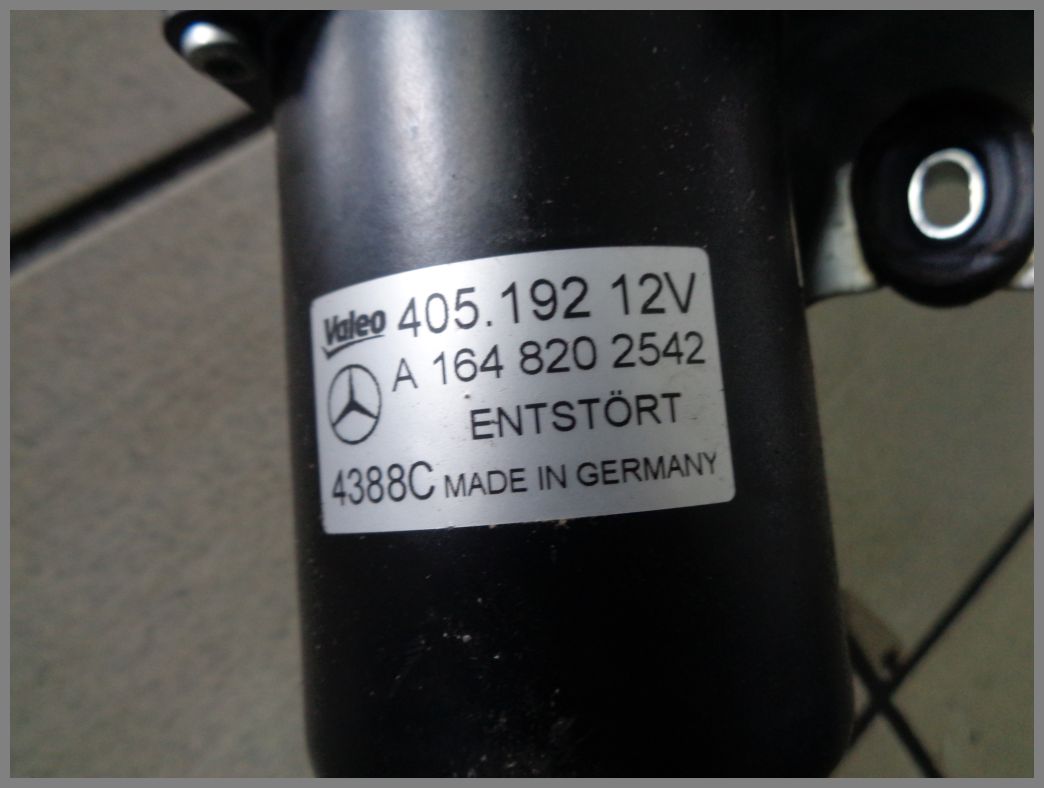 Valeo 405.192 12V
A 164 820 2542
ENTSTÖRT
4388C MADE IN GERMANY